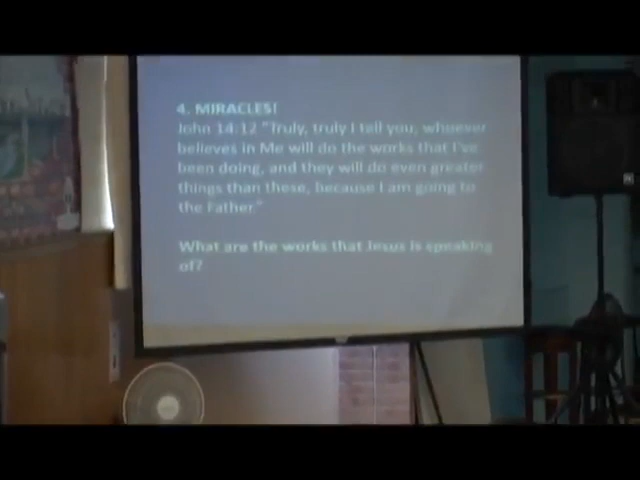 4. MIRACLES!
John 14:12 "Truly, truly I tell you, whoever
believes in Me will do the works that I've
been doing, and they will do even greater
things than these, because I am going to
the Father."
What are the works that Jesus is speaking
of?